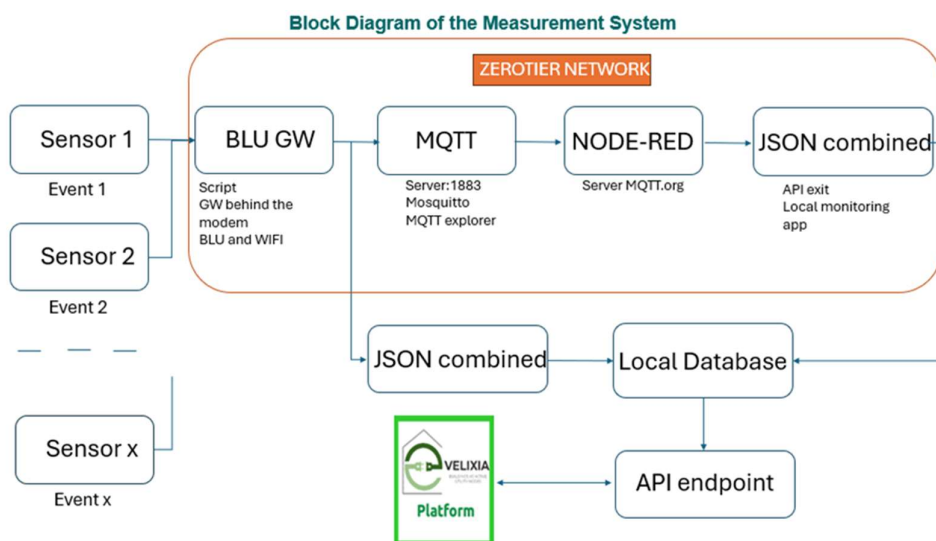 Block Diagram of the Measurement System
ZEROTIER NETWORK
Sensor 1
Event 1
BLU GW
Script
GW behind the
modem
BLU and WIFI
MQTT
Server:1883
Mosquitto
MQTT explorer
NODE-RED
Server MQTT.org
JSON combined
API exit
Local monitoring
app
Sensor 2
Event 2
JSON combined
Local Database
Sensor x
Event x
VELIXIA
Platform
API endpoint